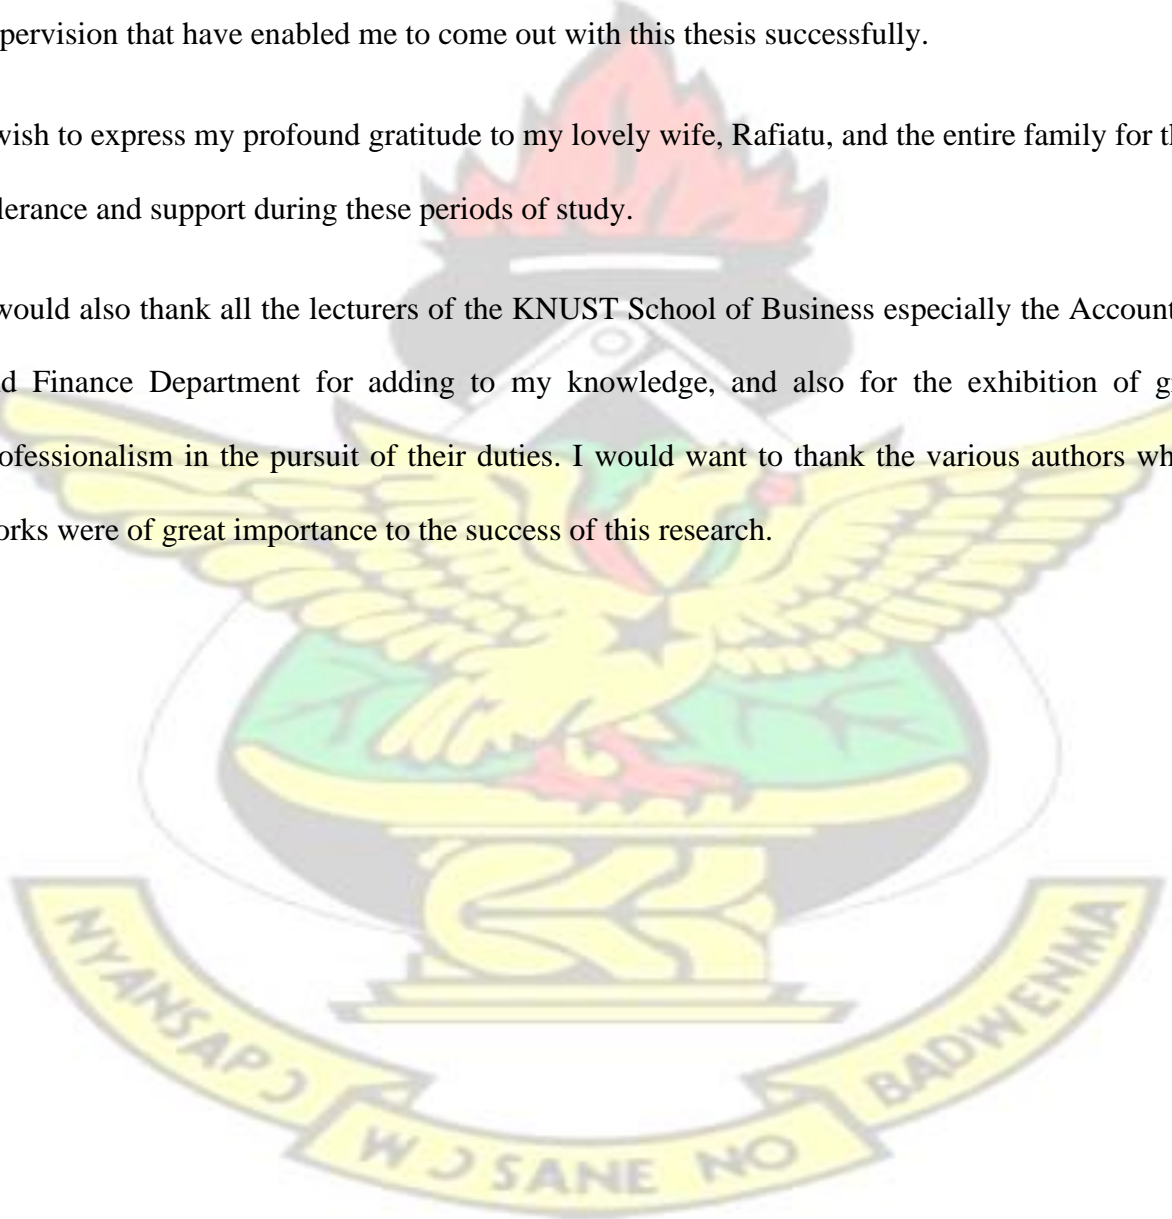 pervision that have enabled me to come out with this thesis successfully.
wish to express my profound gratitude to my lovely wife, Rafiatu, and the entire family for th
lerance and support during these periods of study.
would also thank all the lecturers of the KNUST School of Business especially the Account
d Finance Department for adding to my knowledge, and also for the exhibition of g
ofessionalism in the pursuit of their duties. I would want to thank the various authors wh
orks were of great importance to the success of this research.
NYANSAPƆ
WƆSANE NO
BADWENMA